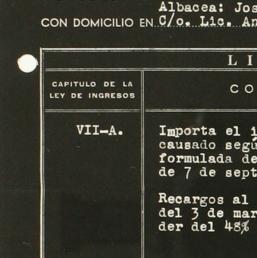 Albacea: Jos
CON DOMICILIO EN C/o. Lic. An
L I
CAPITULO DE LA
LEY DE INGRESOS
C O
VII-A.
Importa el i
causado segú
formulada de
de 7 de sept
Recargos al
del 3 de mar
der del 48%